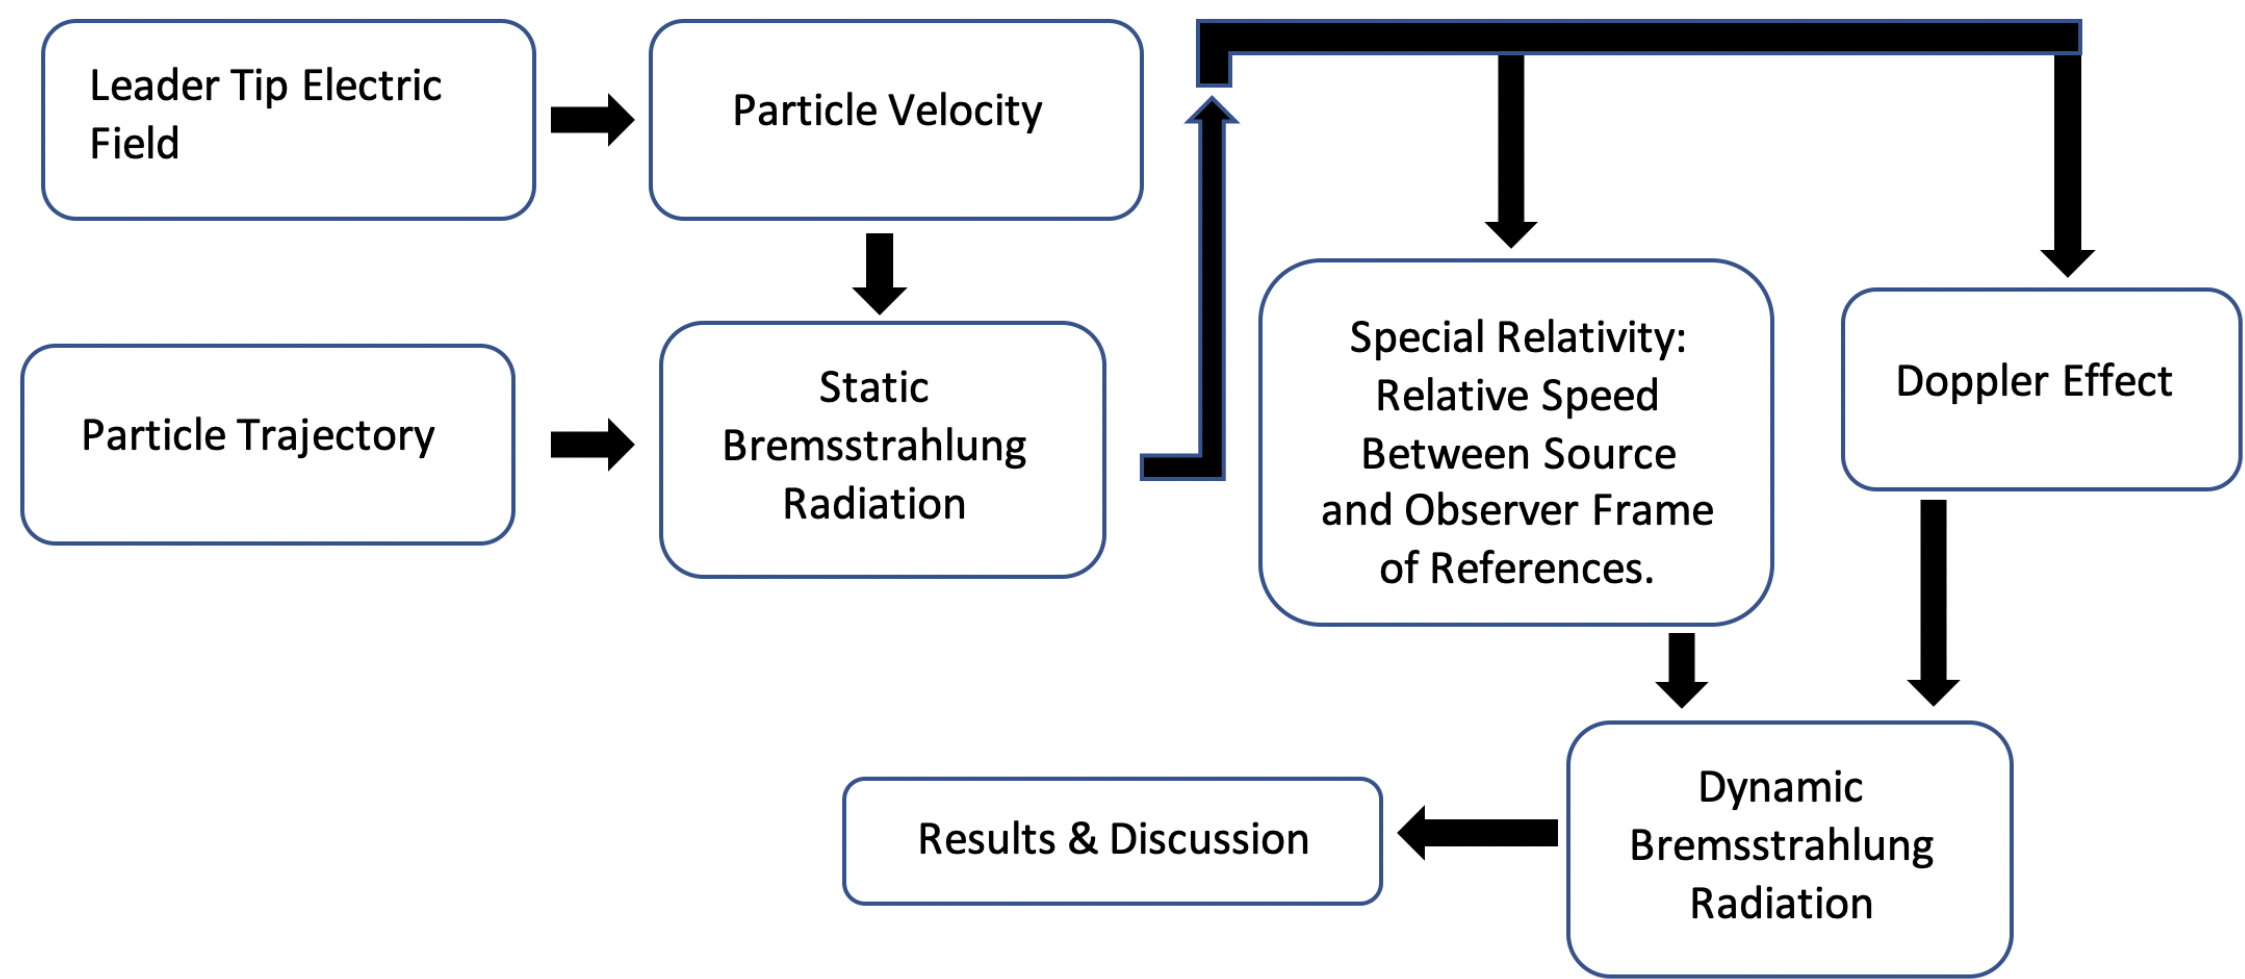 Leader Tip Electric
Field
Particle Velocity
Particle Trajectory
Static
Bremsstrahlung
Radiation
Special Relativity:
Relative Speed
Between Source
and Observer Frame
of References.
Doppler Effect
Dynamic
Bremsstrahlung
Radiation
Results & Discussion